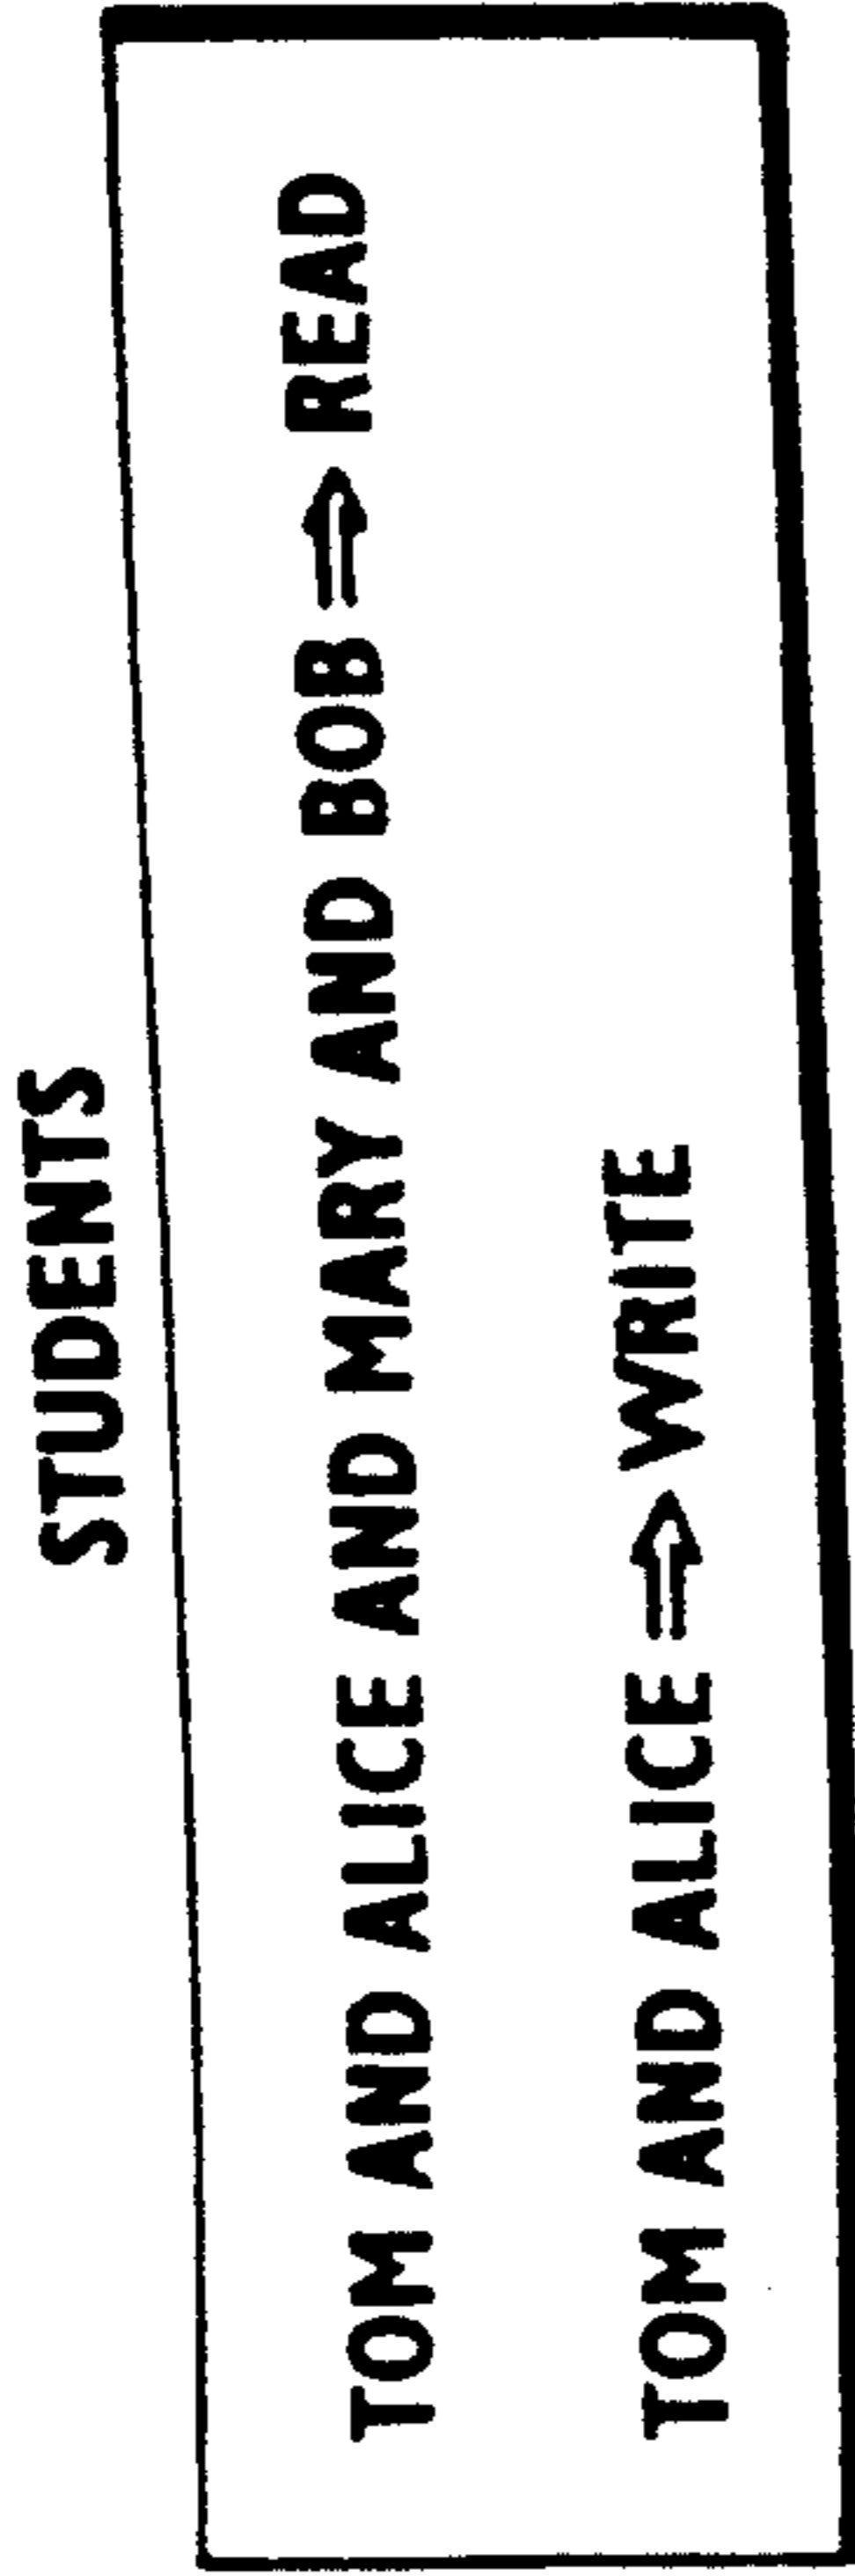 STUDENTS
TOM AND ALICE AND MARY AND BOB ⇒ READ
TOM AND ALICE ⇒ WRITE